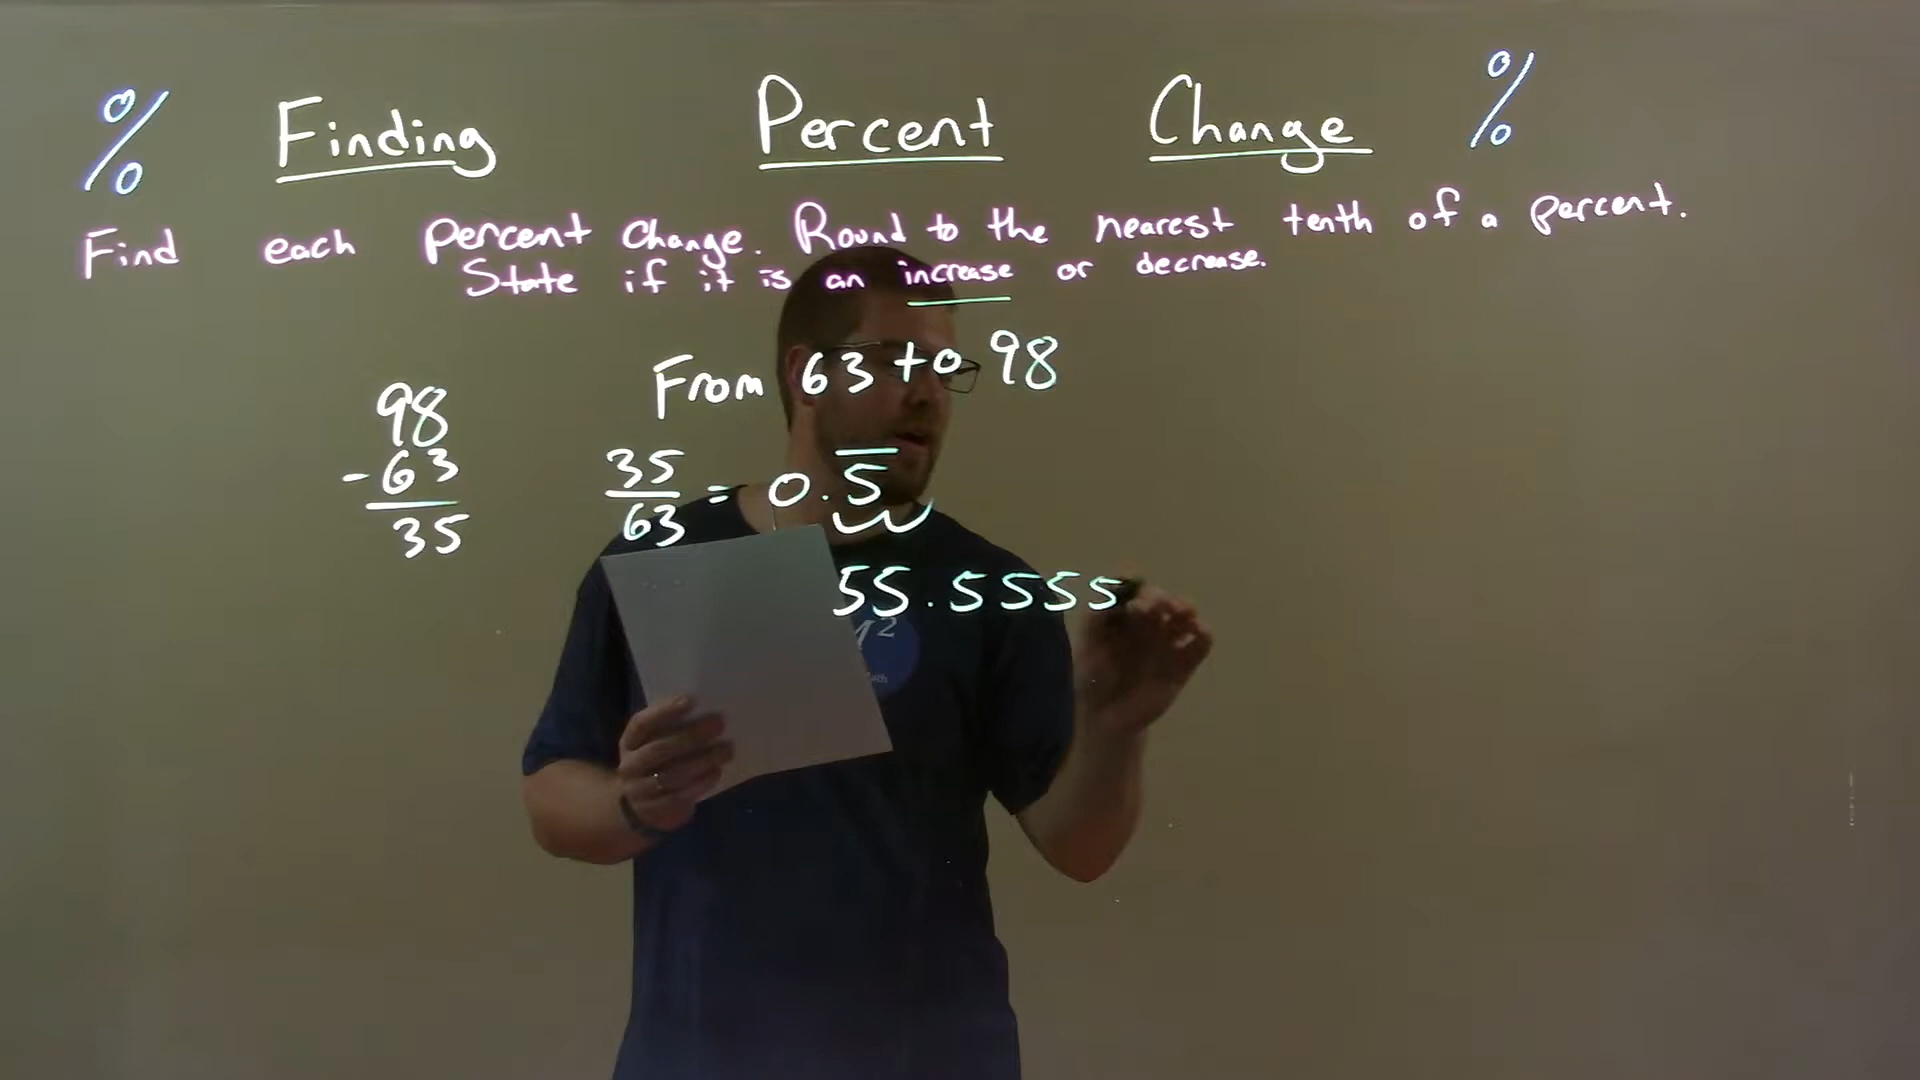 % Finding Percent Change %
Find each percent change. Round to the nearest tenth of a percent.
State if it is an increase or decrease.
From 63 to 98
98
- 63
35
35
63
= 0.5̅
55.5555